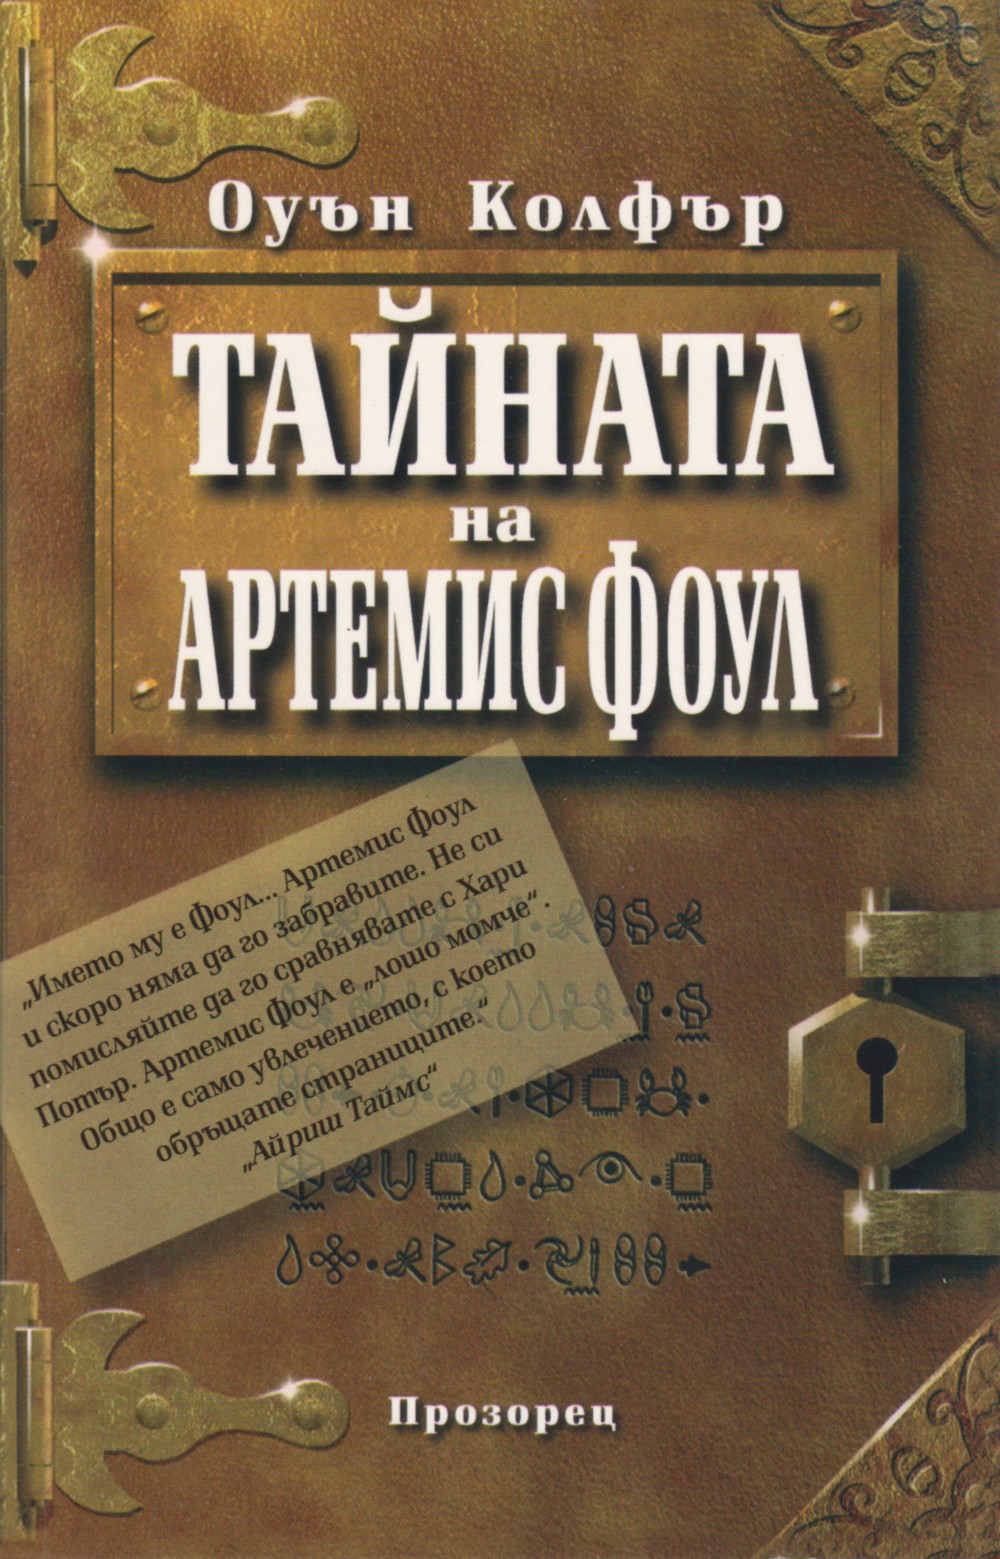 Оуън Колфър
ТАЙНАТА
на
АРТЕМИС ФОУЛ
„Името му е Фоул... Артемис Фоул
и скоро няма да го забравите. Не си
помисляйте да го сравнявате с Хари
Потър. Артемис Фоул е „лошо момче“.
Общо е само увлечението, с което
обръщате страниците.“
„Айриш Таймс“
Прозорец